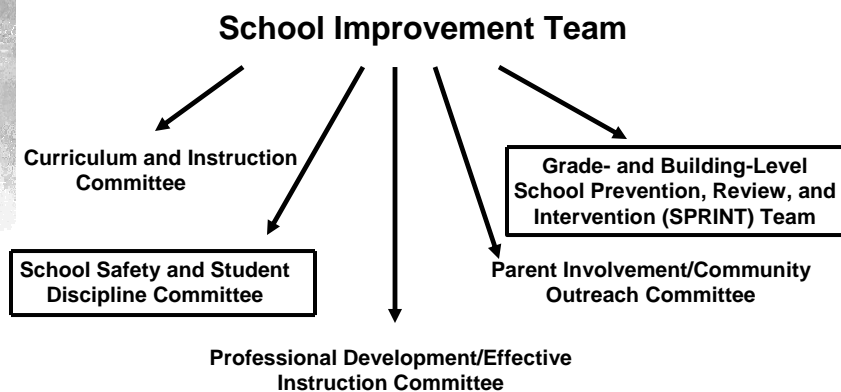 School Improvement Team
Curriculum and Instruction
Committee
Grade- and Building-Level
School Prevention, Review, and
Intervention (SPRINT) Team
School Safety and Student
Discipline Committee
Parent Involvement/Community
Outreach Committee
Professional Development/Effective
Instruction Committee